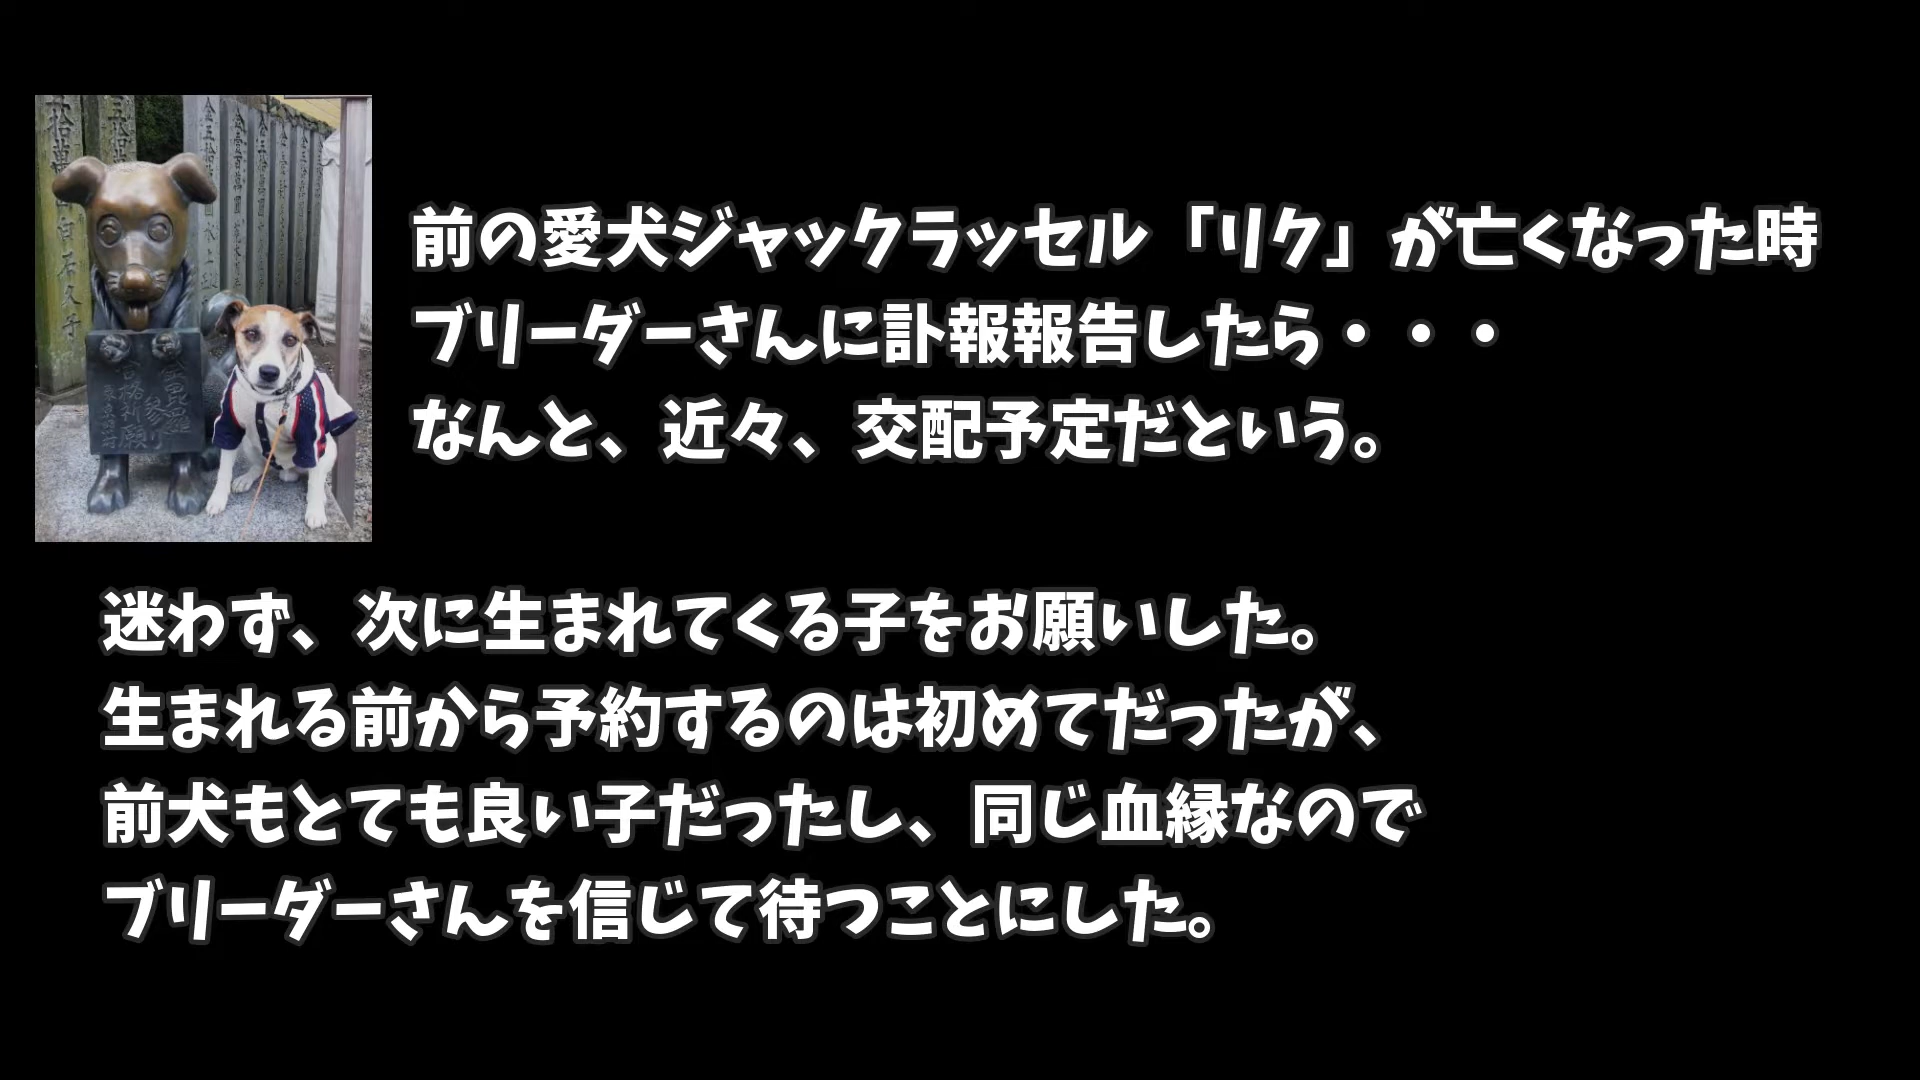 前の愛犬ジャックラッセル「リク」が亡くなった時
ブリーダーさんに訃報報告したら・・・
なんと、近々、交配予定だという。
迷わず、次に生まれてくる子をお願いした。
生まれる前から予約するのは初めてだったが、
前犬もとても良い子だったし、同じ血縁なので
ブリーダーさんを信じて待つことにした。